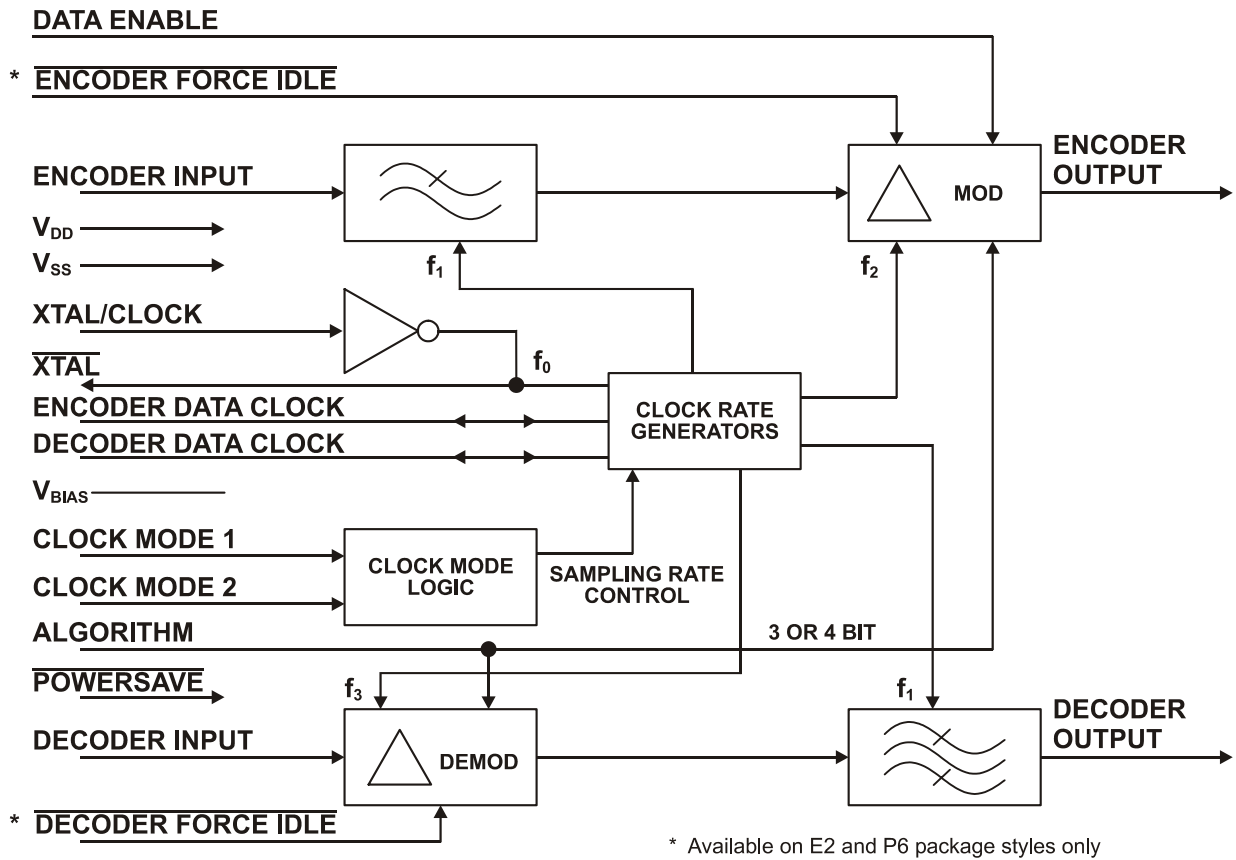 DATA ENABLE
* ENCODER FORCE IDLE
ENCODER INPUT
MOD
ENCODER
OUTPUT
VDD
VSS
f1
f2
XTAL/CLOCK
XTAL
f0
ENCODER DATA CLOCK
DECODER DATA CLOCK
CLOCK RATE
GENERATORS
VBIAS
CLOCK MODE 1
CLOCK MODE 2
CLOCK MODE
LOGIC
SAMPLING RATE
CONTROL
ALGORITHM
3 OR 4 BIT
POWERSAVE
f3
f1
DECODER INPUT
DEMOD
DECODER
OUTPUT
* DECODER FORCE IDLE
* Available on E2 and P6 package styles only